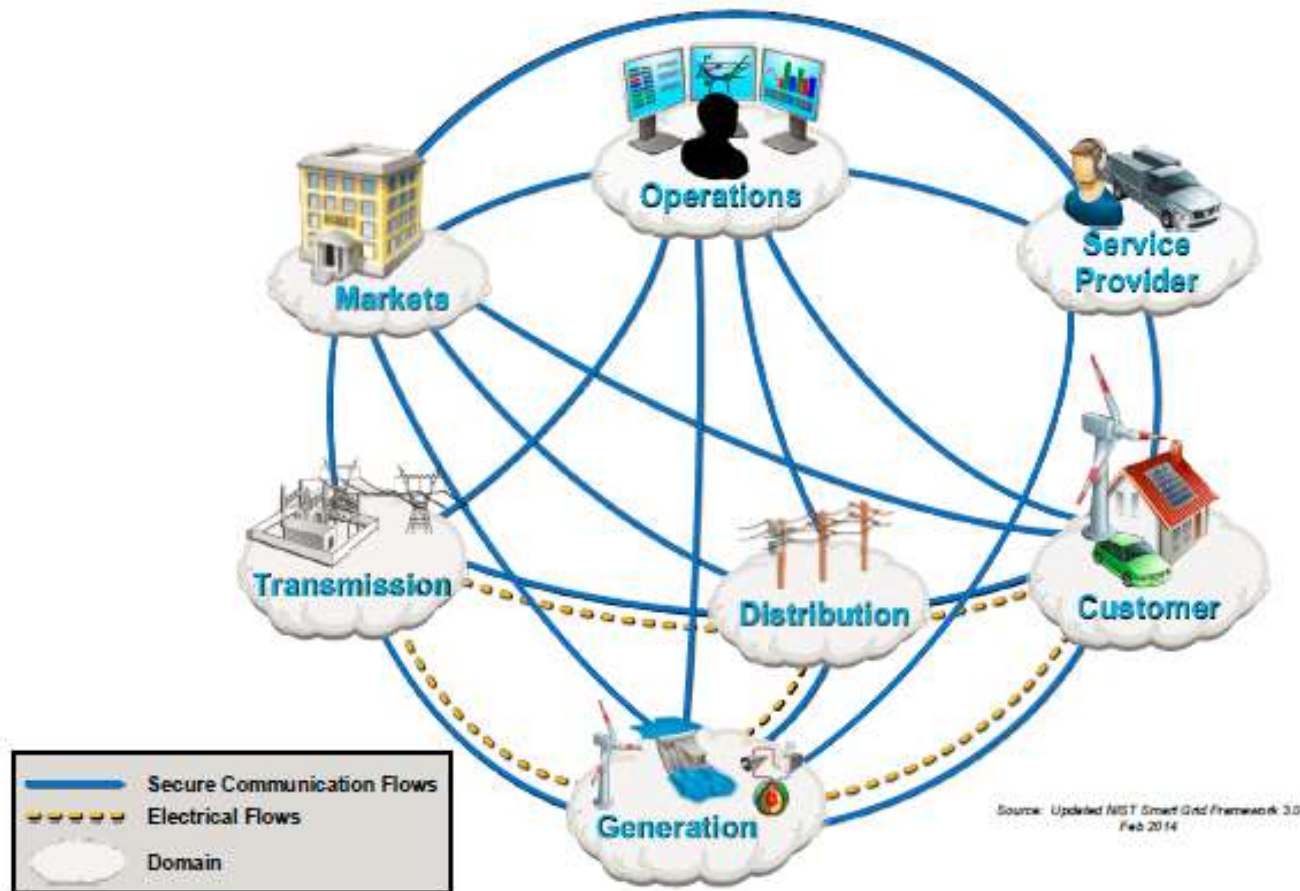 Operations
Service
Provider
Markets
Transmission
Distribution
Customer
Generation
Secure Communication Flows
Electrical Flows
Domain
Source: Updated NIST Smart Grid Framework 3.0
Feb 2014